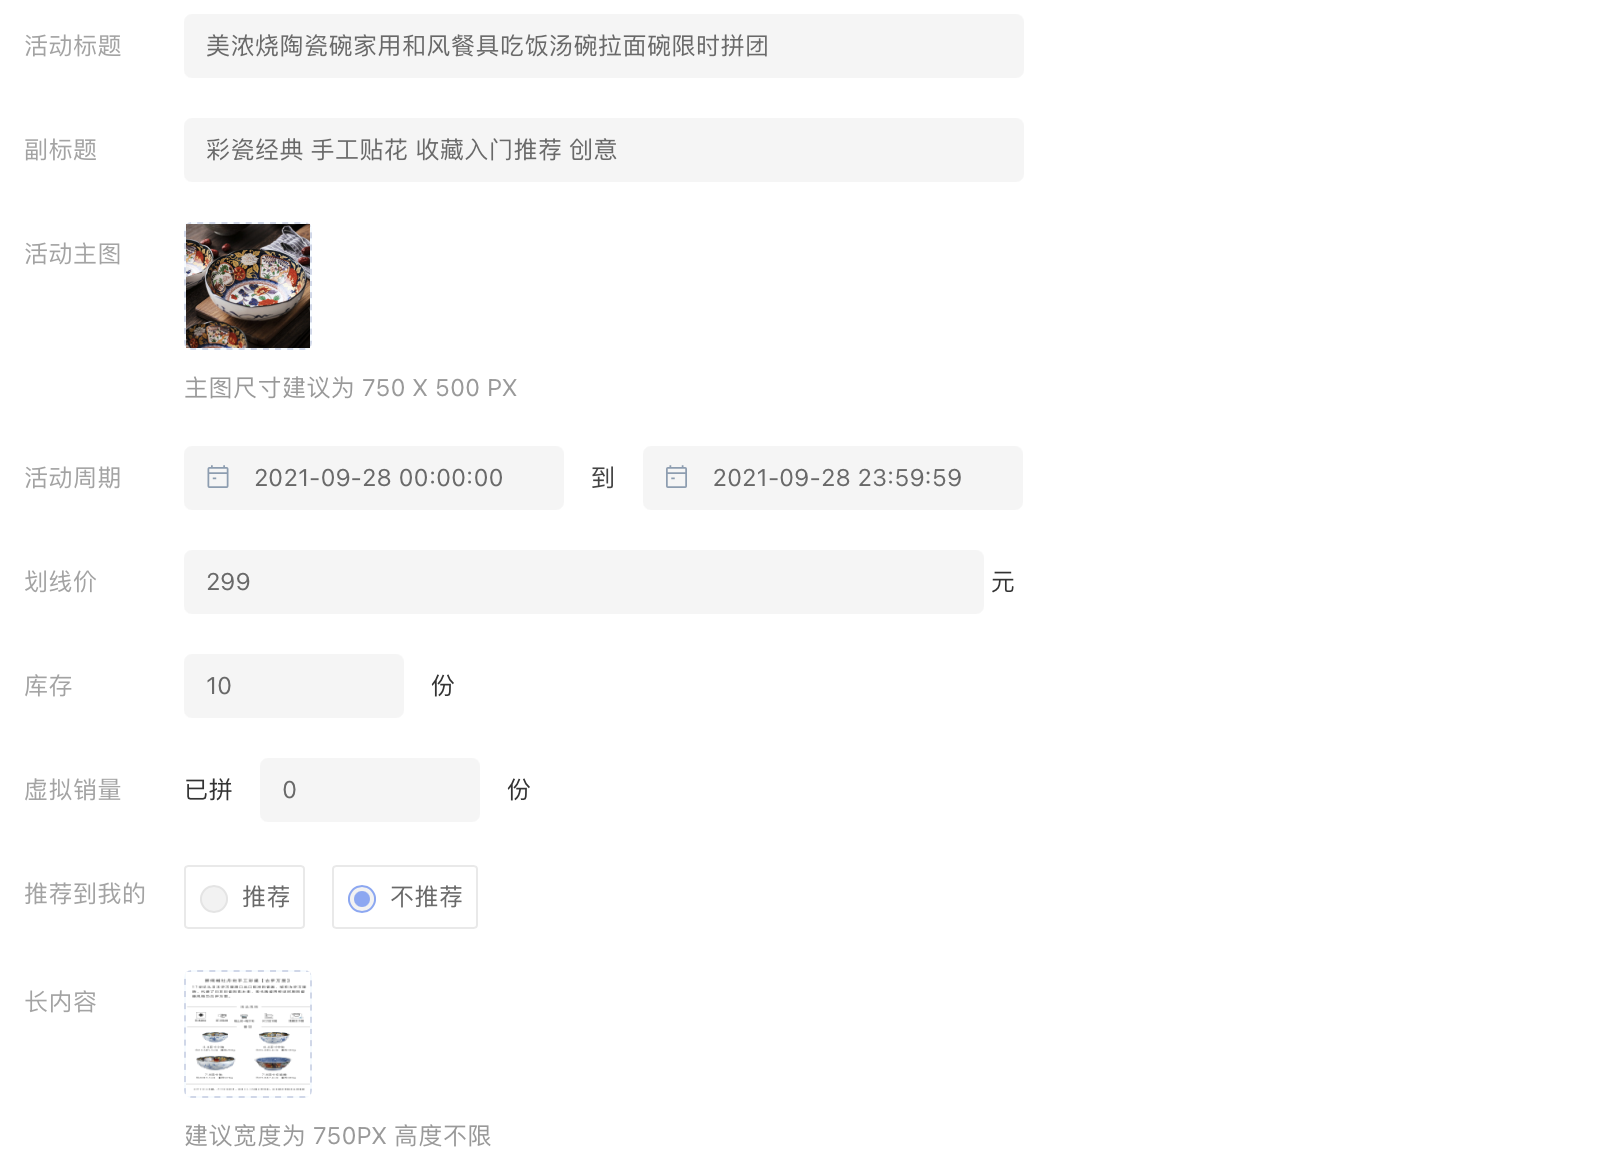 活动标题 美浓烧陶瓷碗家用和风餐具吃饭汤碗拉面碗限时拼团
副标题 彩瓷经典 手工贴花 收藏入门推荐 创意
活动主图
主图尺寸建议为 750 X 500 PX
活动周期 2021-09-28 00:00:00 到 2021-09-28 23:59:59
划线价 299 元
库存 10 份
虚拟销量 已拼 0 份
推荐到我的 推荐 不推荐
长内容
建议宽度为 750PX 高度不限